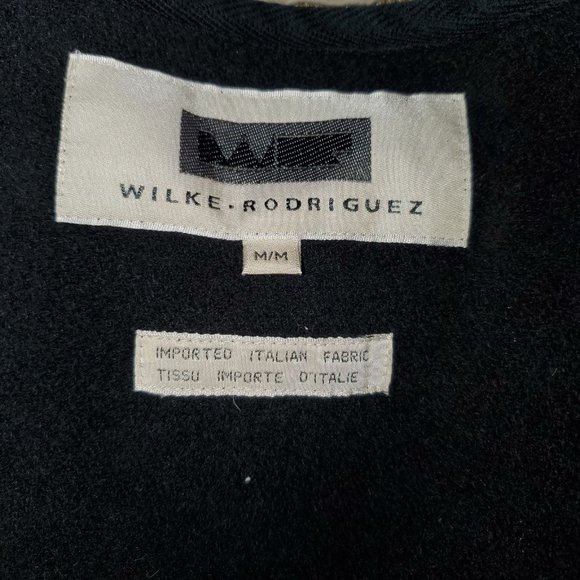 WILKE.RODRIGUEZ
M/M
IMPORTED ITALIAN FABRIC
TISSU IMPORTE D'ITALIE